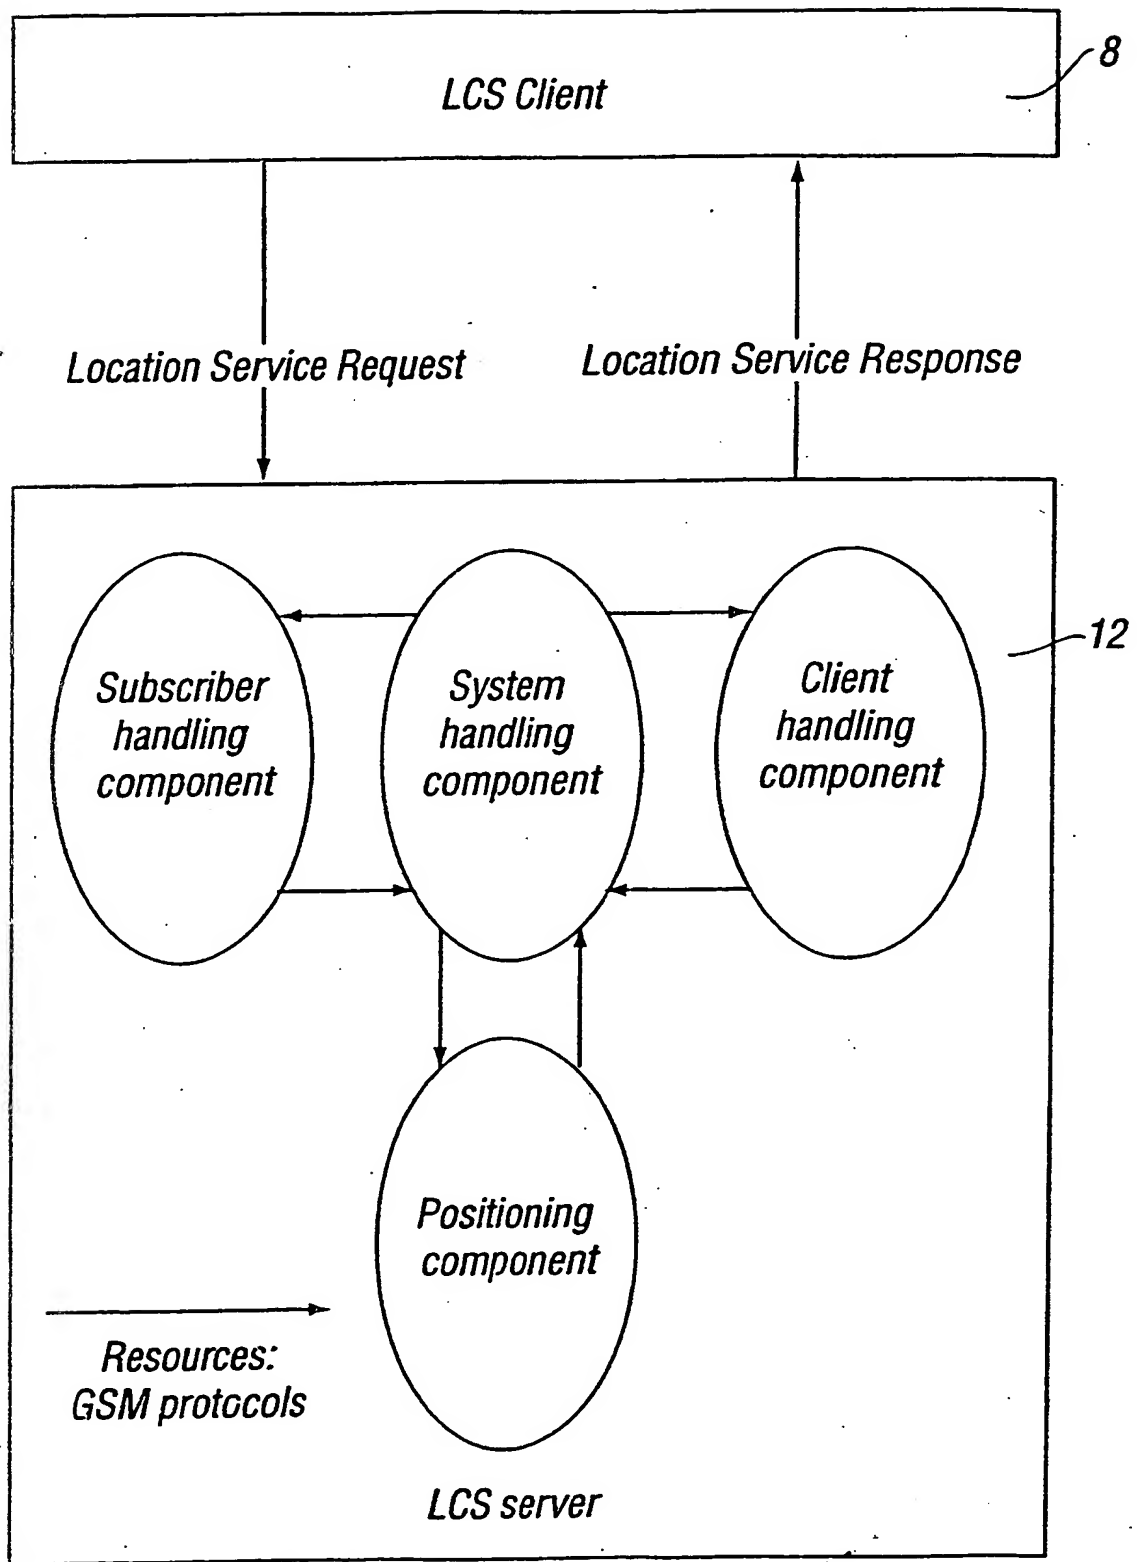 LCS Client
8
Location Service Request
Location Service Response
12
Subscriber
handling
component
System
handling
component
Client
handling
component
Positioning
component
Resources:
GSM protocols
LCS server